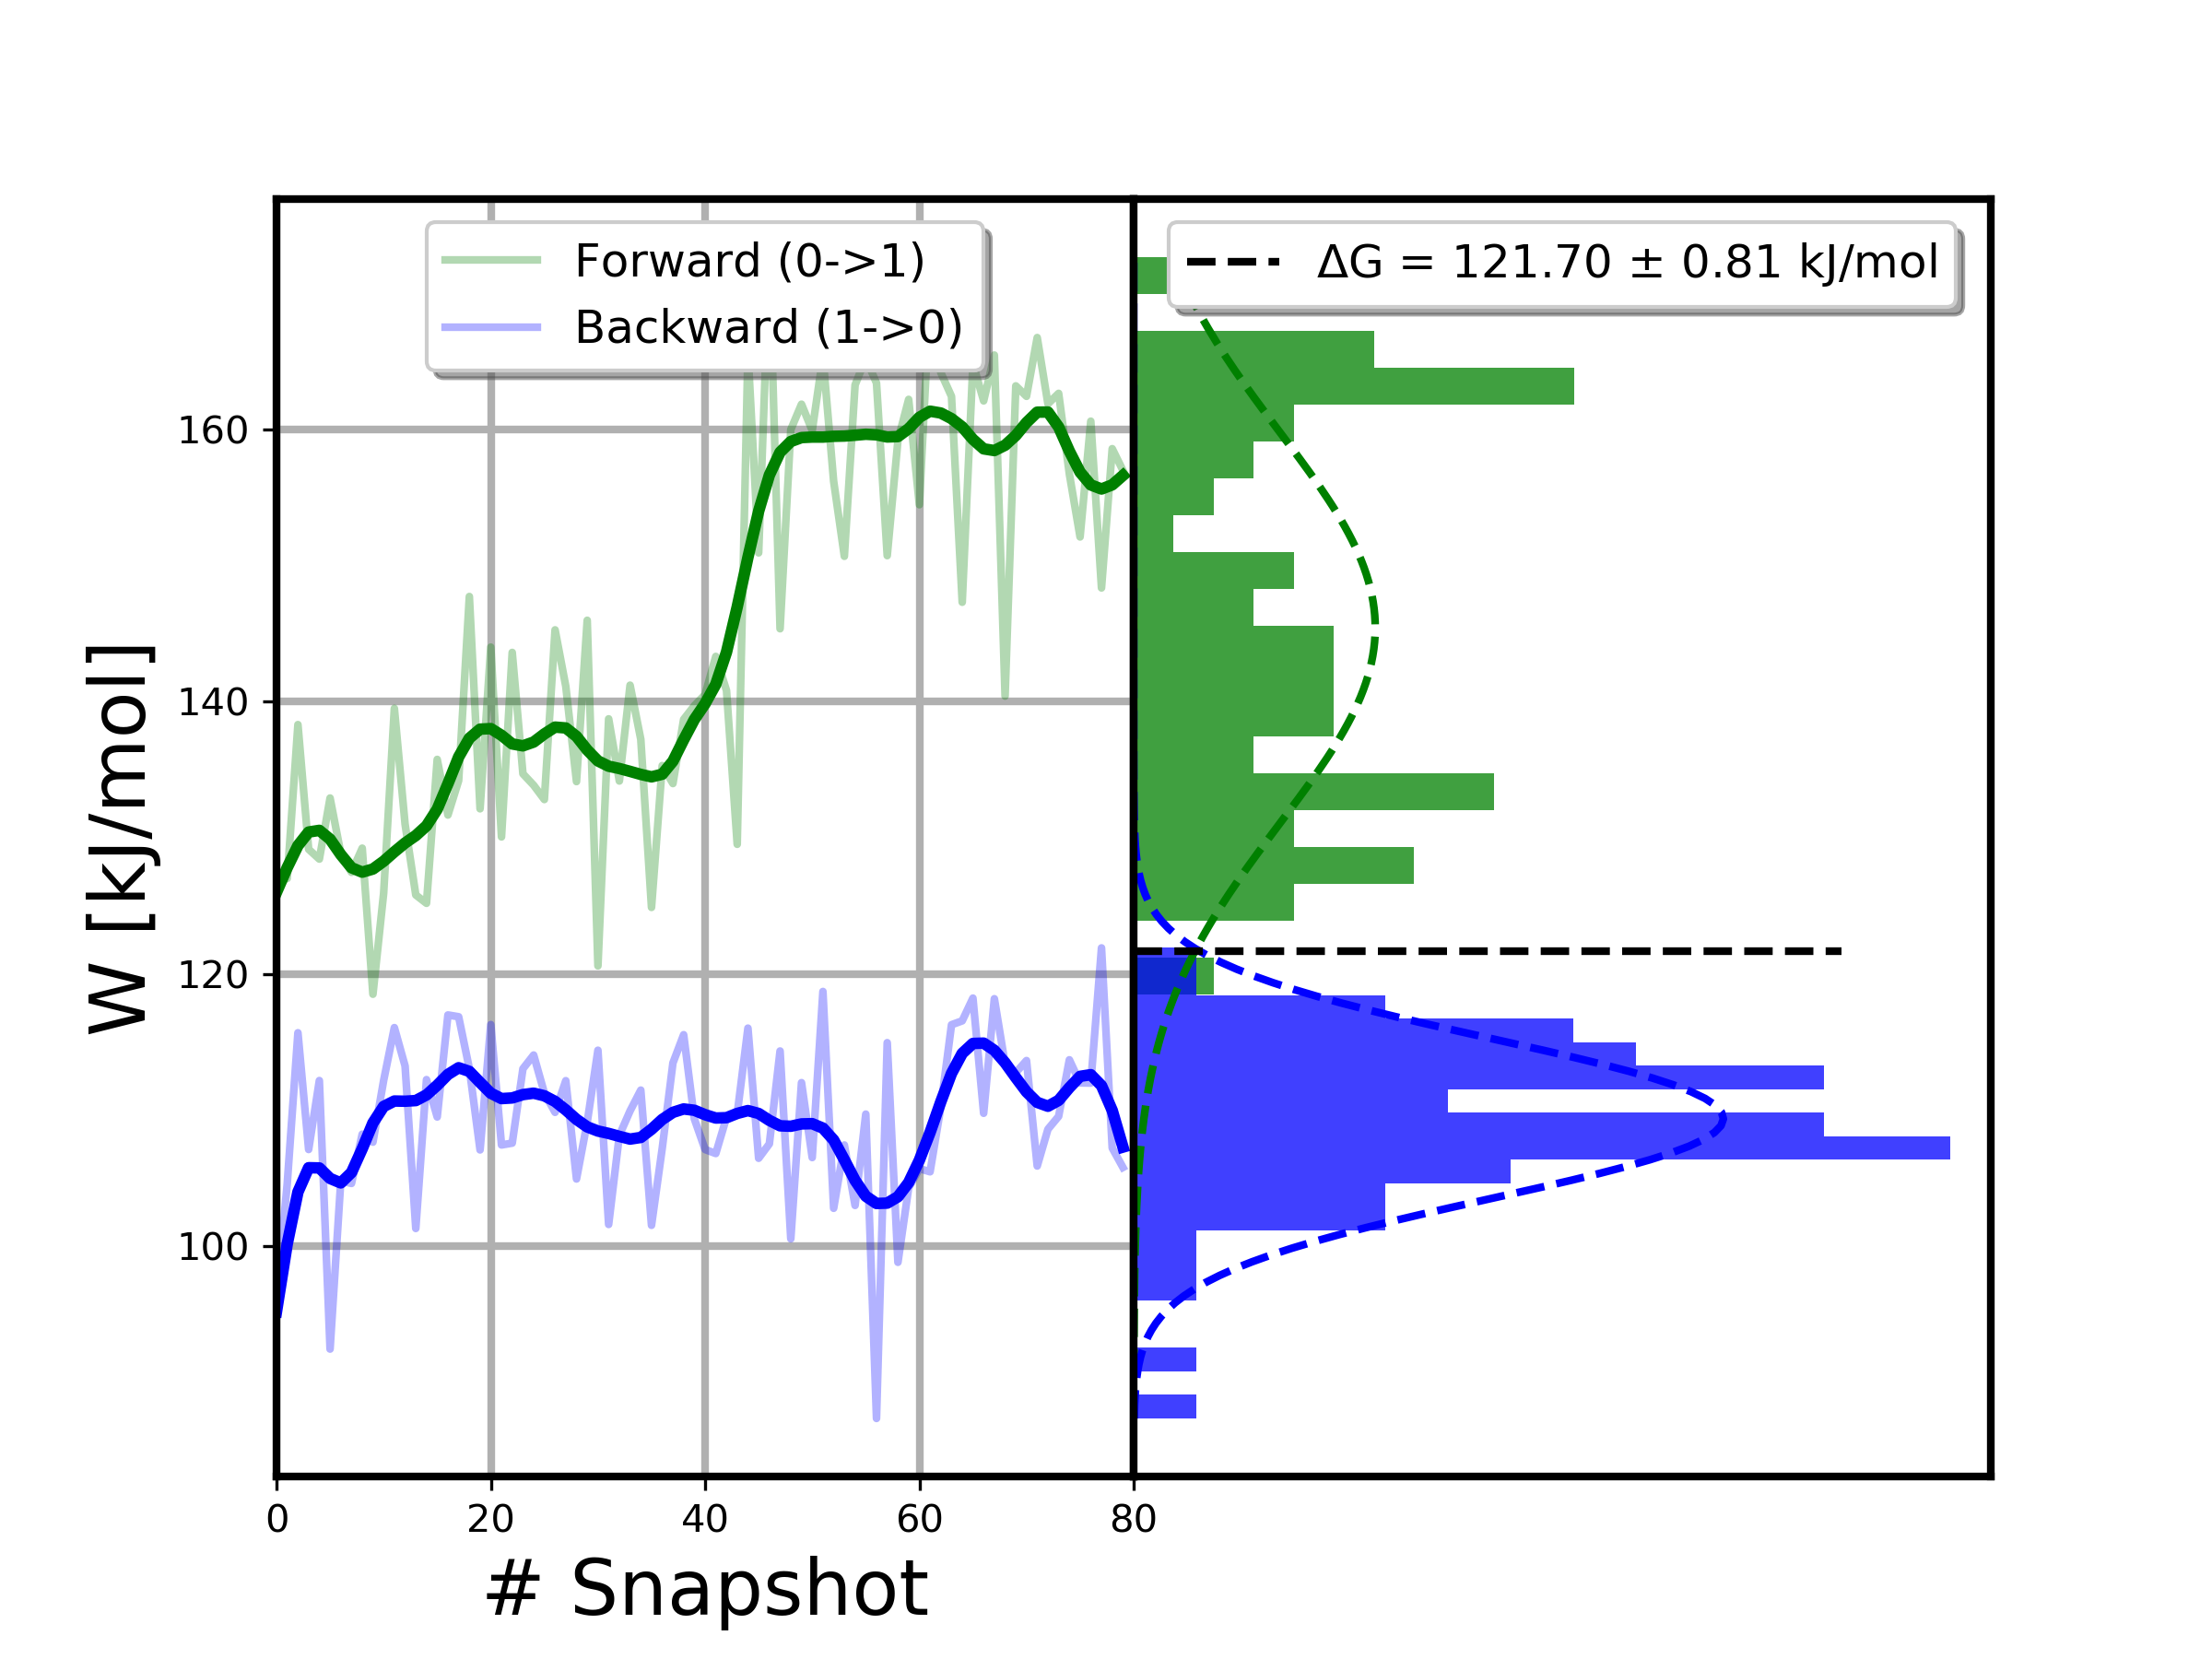 Forward (0->1)
Backward (1->0)
ΔG = 121.70 ± 0.81 kJ/mol
160
140
120
100
W [kJ/mol]
0 20 40 60 80
# Snapshot